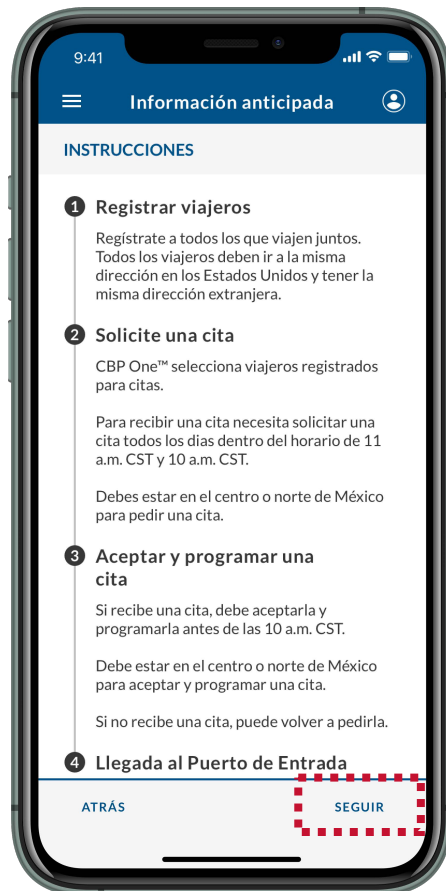 9:41
Información anticipada
INSTRUCCIONES
1 Registrar viajeros
Regístrate a todos los que viajen juntos.
Todos los viajeros deben ir a la misma
dirección en los Estados Unidos y tener la
misma dirección extranjera.
2 Solicite una cita
CBP One™ selecciona viajeros registrados
para citas.
Para recibir una cita necesita solicitar una
cita todos los dias dentro del horario de 11
a.m. CST y 10 a.m. CST.
Debes estar en el centro o norte de México
para pedir una cita.
3 Aceptar y programar una
cita
Si recibe una cita, debe aceptarla y
programarla antes de las 10 a.m. CST.
Debe estar en el centro o norte de México
para aceptar y programar una cita.
Si no recibe una cita, puede volver a pedirla.
4 Llegada al Puerto de Entrada
ATRÁS SEGUIR